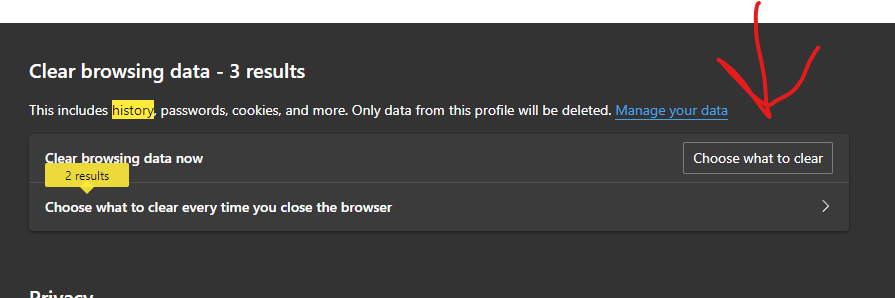 Clear browsing data - 3 results
This includes history, passwords, cookies, and more. Only data from this profile will be deleted. Manage your data
Clear browsing data now
Choose what to clear
2 results
Choose what to clear every time you close the browser
Privacy